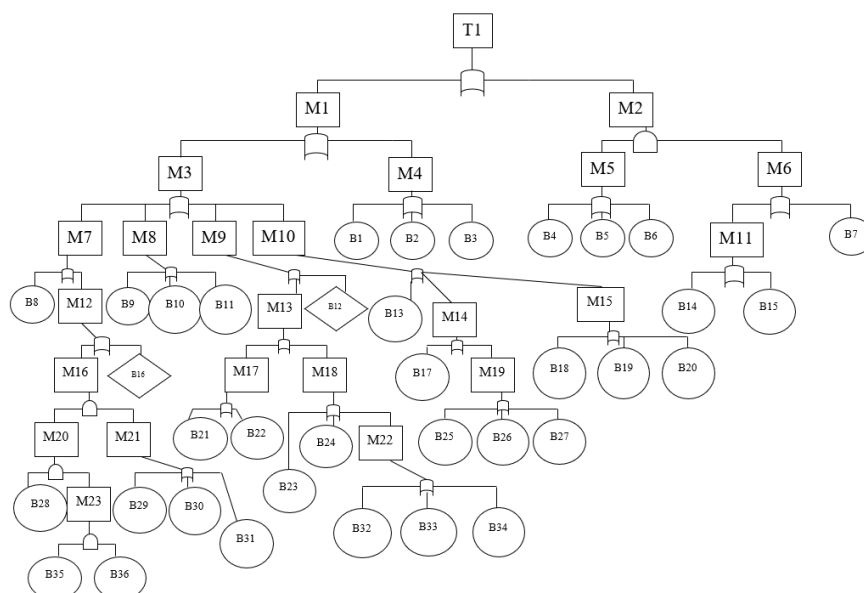 T1
M1 M2
M3 M4 M5 M6
M7 M8 M9 M10 B1 B2 B3 B4 B5 B6 M11 B7
B8 M12 B9 B10 B11 M13 B12 B13 M14 M15 B14 B15
M16 B16 M17 M18 B17 M19 B18 B19 B20
M20 M21 B21 B22 B24 M22 B25 B26 B27
B28 M23 B29 B30 B23
B31 B32 B33 B34
B35 B36